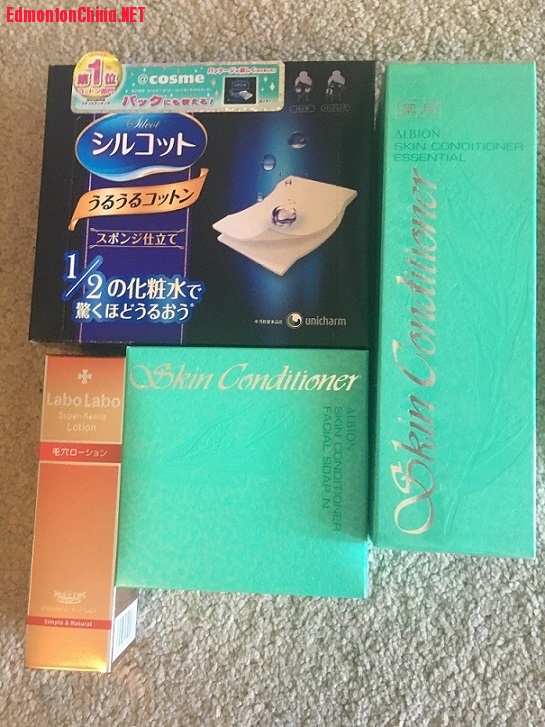 EdmontonChina.NET
第1位
@cosme
パックにも使える!
Silcot
シルコット
うるうるコットン
スポンジ仕立て
1/2の化粧水で
驚くほどうるおう*
unicharm
薬用
ALBION
SKIN CONDITIONER
ESSENTIAL
Skin Conditioner
Labo Labo
Super-Keana
Lotion
毛穴ローション
Simple & Natural
Skin Conditioner
ALBION
SKIN CONDITIONER
FACIAL SOAP N